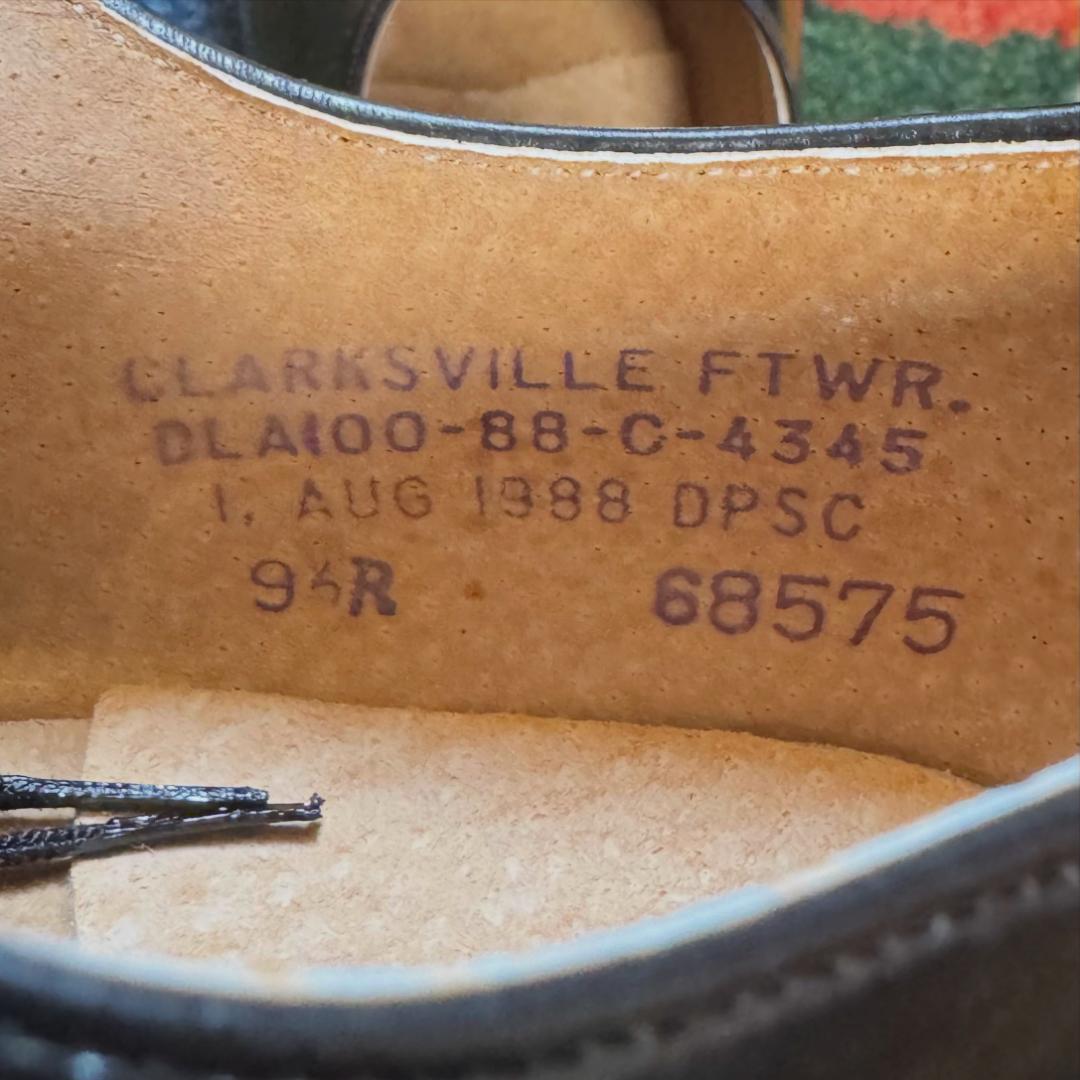 CLARKSVILLE FTWR.
DLA100-88-C-4345
1. AUG 1988 DPSC
9½R 68575